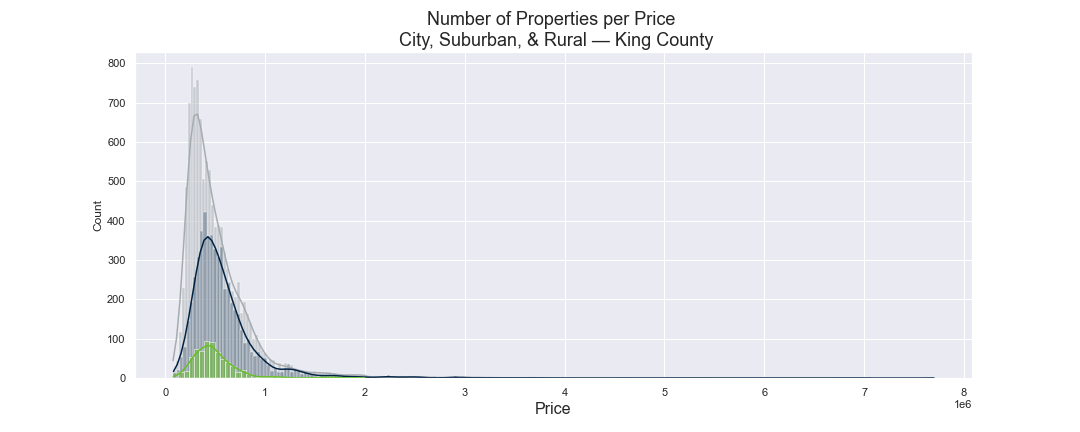 Number of Properties per Price
City, Suburban, & Rural — King County
800
700
600
500
400
300
200
100
0
Count
0 1 2 3 4 5 6 7 8
1e6
Price